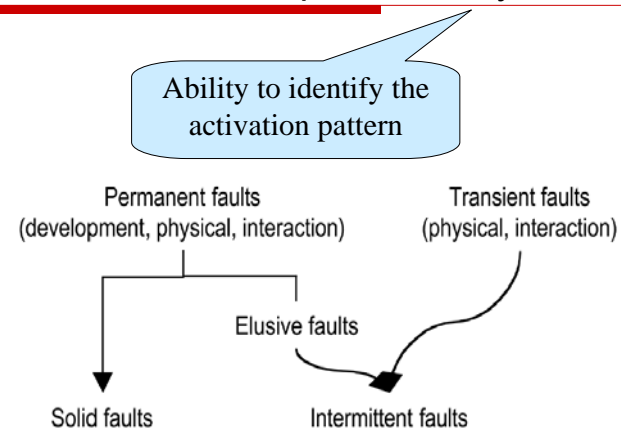 Ability to identify the
activation pattern
Permanent faults
(development, physical, interaction)
Transient faults
(physical, interaction)
Elusive faults
Solid faults
Intermittent faults